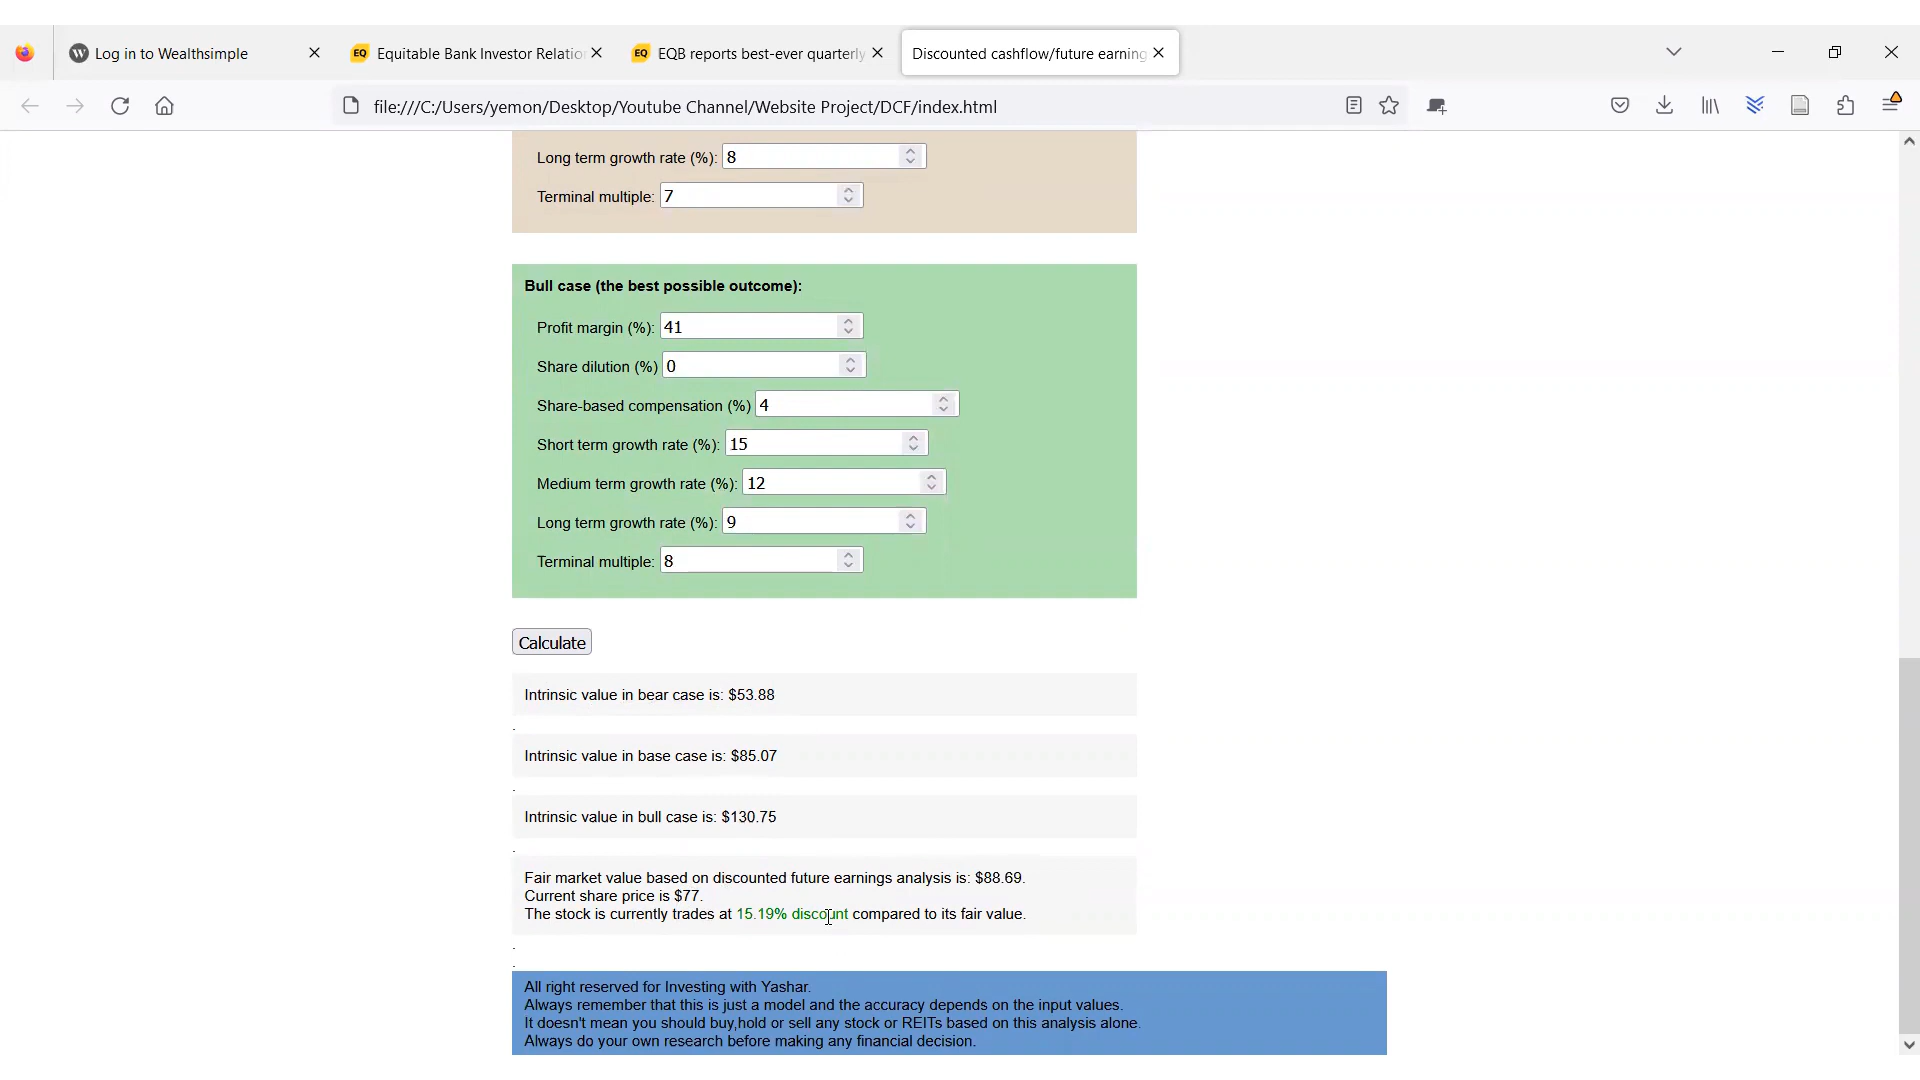 Log in to Wealthsimple
EQ Equitable Bank Investor Relatio
EQ EQB reports best-ever quarterly
Discounted cashflow/future earning
file:///C:/Users/yemon/Desktop/Youtube Channel/Website Project/DCF/index.html
Long term growth rate (%): 8
Terminal multiple: 7
Bull case (the best possible outcome):
Profit margin (%): 41
Share dilution (%) 0
Share-based compensation (%) 4
Short term growth rate (%): 15
Medium term growth rate (%): 12
Long term growth rate (%): 9
Terminal multiple: 8
Calculate
Intrinsic value in bear case is: $53.88
.
Intrinsic value in base case is: $85.07
.
Intrinsic value in bull case is: $130.75
.
Fair market value based on discounted future earnings analysis is: $88.69.
Current share price is $77.
The stock is currently trades at 15.19% discount compared to its fair value.
.
.
All right reserved for Investing with Yashar.
Always remember that this is just a model and the accuracy depends on the input values.
It doesn't mean you should buy,hold or sell any stock or REITs based on this analysis alone.
Always do your own research before making any financial decision.